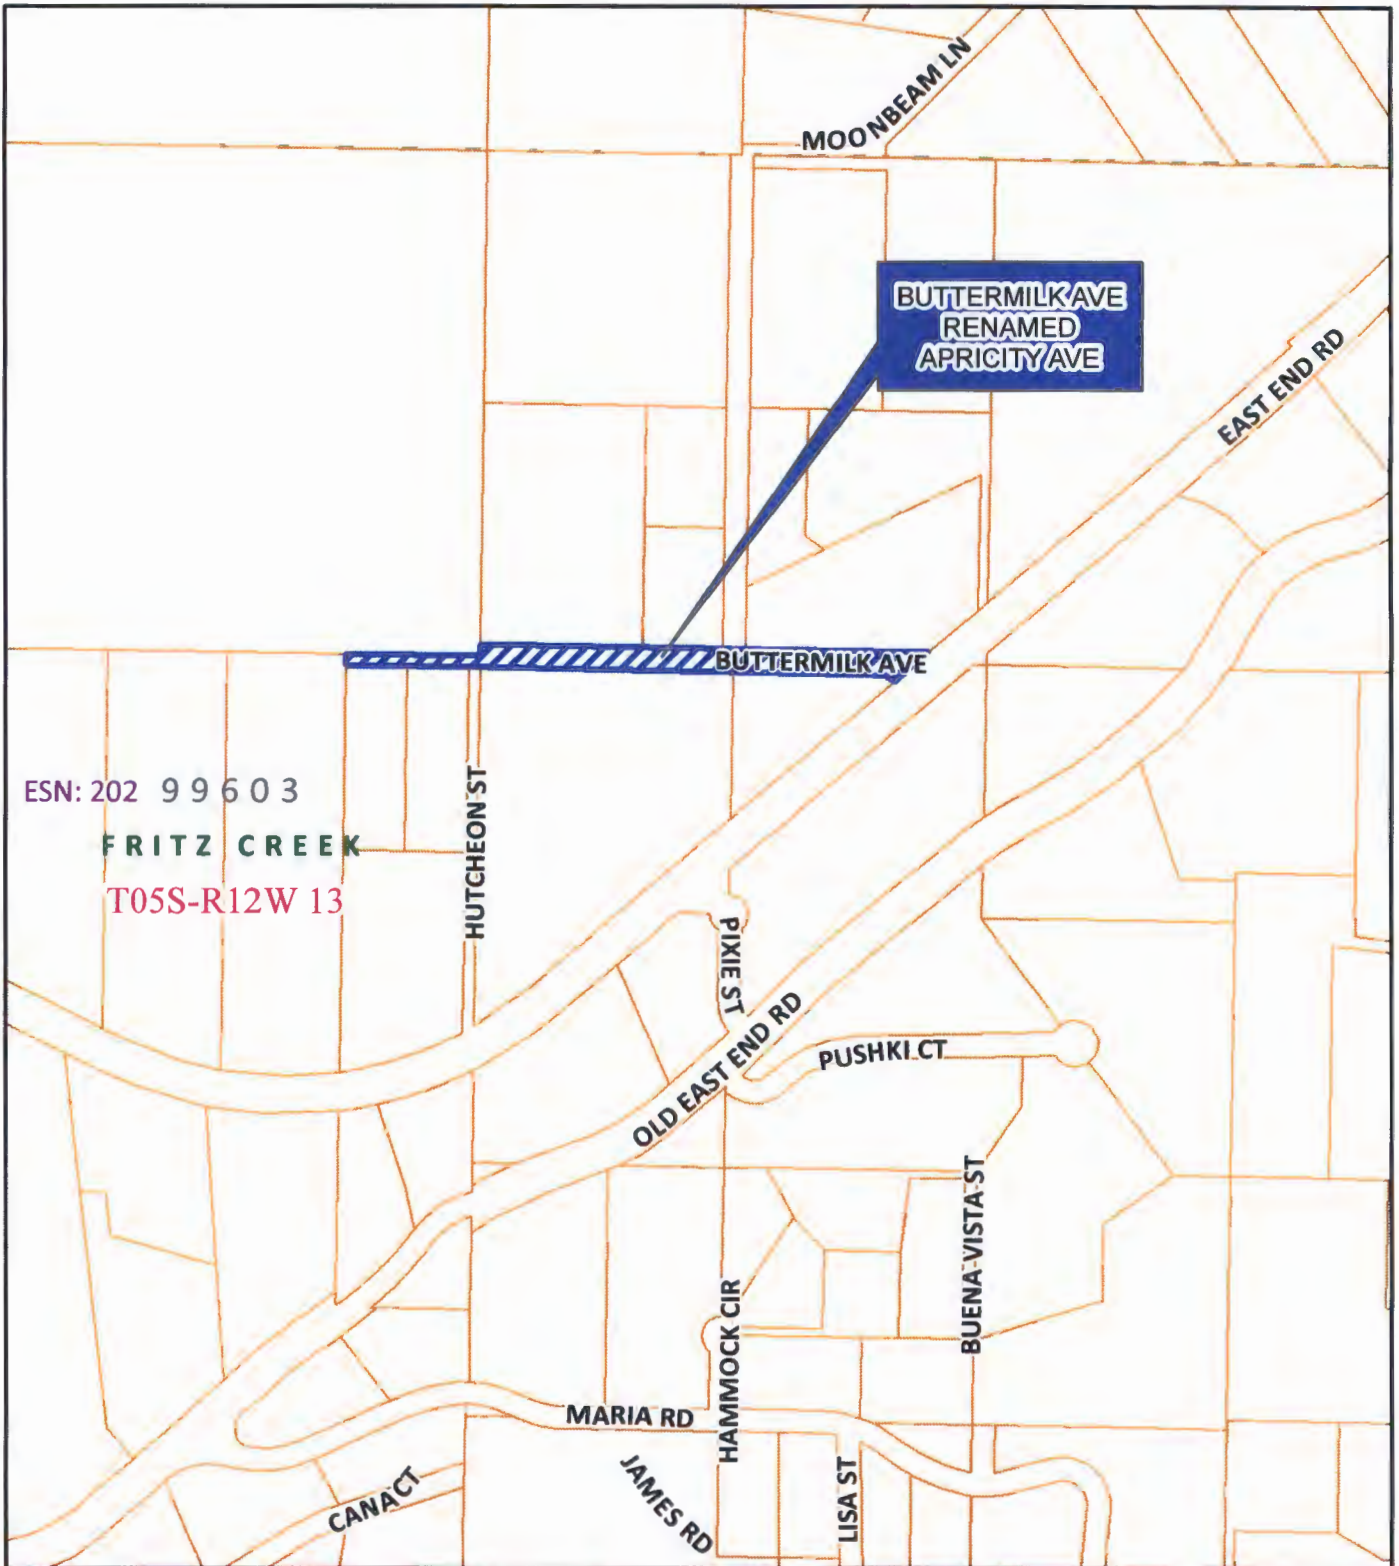 MOONBEAM LN
BUTTERMILK AVE
RENAMED
APRICITY AVE
EAST END RD
BUTTERMILK AVE
ESN: 202 99603
FRITZ CREEK
T05S-R12W 13
HUTCHEON ST
PIXIE ST
OLD EAST END RD
PUSHKI CT
BUENA VISTA ST
HAMMOCK CIR
MARIA RD
JAMES RD
LISA ST
CANA CT